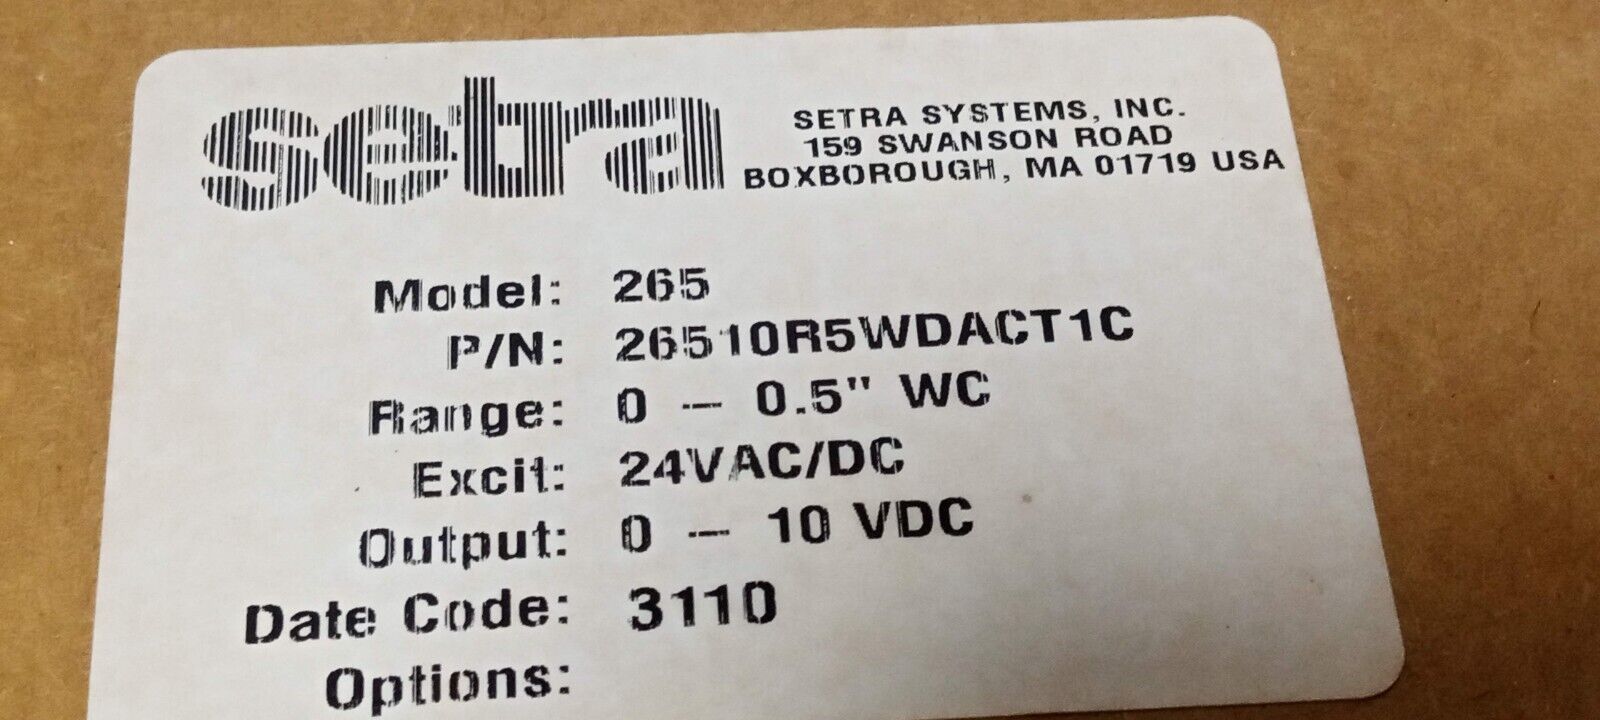 setra
SETRA SYSTEMS, INC.
159 SWANSON ROAD
BOXBOROUGH, MA 01719 USA
Model: 265
P/N: 26510R5WDACT1C
Range: 0 — 0.5" WC
Excit: 24VAC/DC
Output: 0 — 10 VDC
Date Code: 3110
Options: